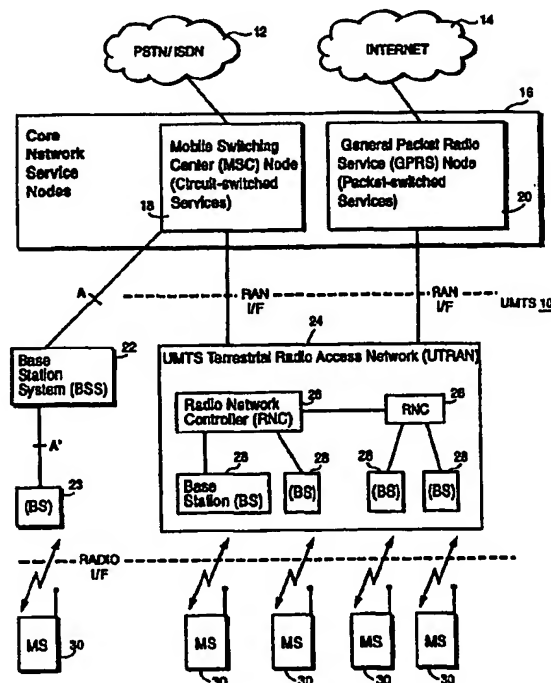 12
PSTN/ISDN
14
INTERNET
16
Core
Network
Service
Nodes
Mobile Switching
Center (MSC) Node
(Circuit-switched
Services)
18
General Packet Radio
Service (GPRS) Node
(Packet-switched
Services)
20
A
RAN
I/F
RAN
I/F
UMTS 10
22
Base
Station
System (BSS)
24
UMTS Terrestrial Radio Access Network (UTRAN)
Radio Network
Controller (RNC)
26
RNC
26
A'
23
(BS)
28
Base
Station (BS)
28
(BS)
28
(BS)
28
(BS)
RADIO
I/F
MS
30
MS
30
MS
30
MS
30
MS
30